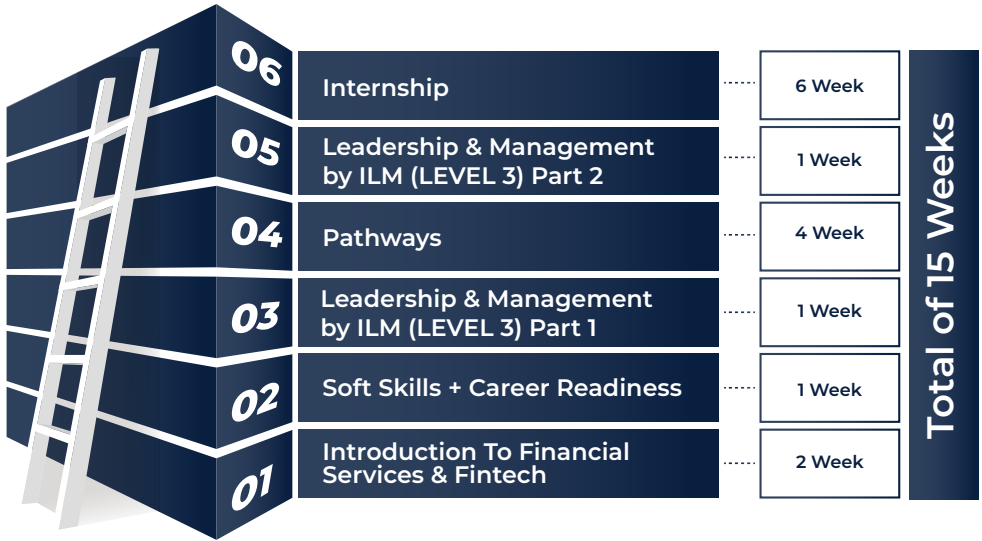 06
Internship
6 Week
05
Leadership & Management
by ILM (LEVEL 3) Part 2
1 Week
04
Pathways
4 Week
03
Leadership & Management
by ILM (LEVEL 3) Part 1
1 Week
02
Soft Skills + Career Readiness
1 Week
01
Introduction To Financial
Services & Fintech
2 Week
Total of 15 Weeks